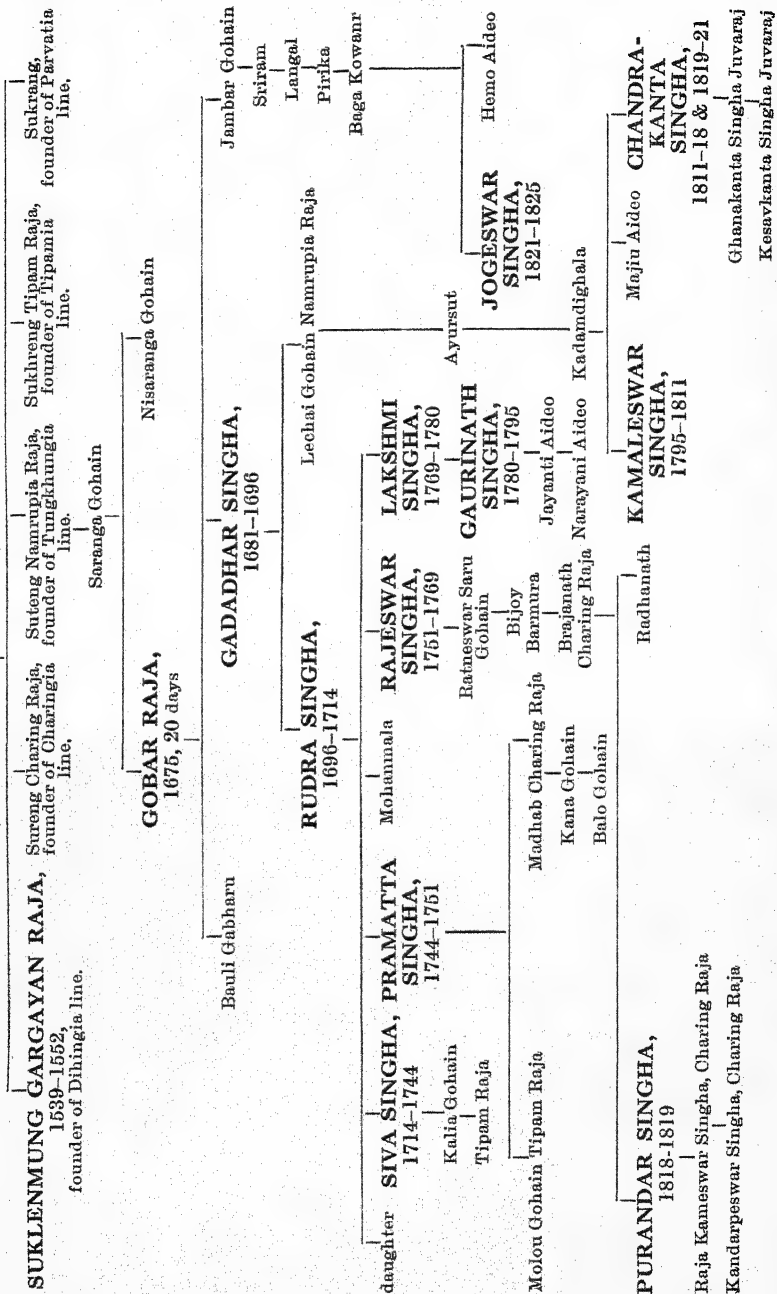 SUKLENMUNG GARGAYAN RAJA,
1539–1552,
founder of Dihingia line.
Sureng Charing Raja,
founder of Charingia
line.
Suteng Namrupia Raja,
founder of Tungkhungia
line.
Sukhreng Tipam Raja,
founder of Tipamia
line.
Sukrang,
founder of Parvatia
line.
Saranga Gohain
GOBAR RAJA,
1675, 20 days
Nisaranga Gohain
Bauli Gabharu
GADADHAR SINGHA,
1681–1696
Jambar Gohain
Sriram
Langal
Pirika
Baga Kowanr
RUDRA SINGHA,
1696–1714
Lechai Gohain Namrupia Raja
daughter
SIVA SINGHA,
1714–1744
Kalia Gohain
Tipam Raja
PRAMATTA
SINGHA,
1744–1751
Mohanmala
RAJESWAR
SINGHA,
1751–1769
Ratneswar Saru
Gohain
Bijoy
Barmura
Brajanath
Charing Raja
LAKSHMI
SINGHA,
1769–1780
GAURINATH
SINGHA,
1780–1795
Jayanti Aideo
Narayani Aideo
Ayursut
Kadamdighala
JOGESWAR
SINGHA,
1821–1825
Hemo Aideo
Molou Gohain Tipam Raja
Madhab Charing Raja
Kana Gohain
Balo Gohain
PURANDAR SINGHA,
1818-1819
Raja Kameswar Singha, Charing Raja
Kandarpeswar Singha, Charing Raja
Radhanath
KAMALESWAR
SINGHA,
1795–1811
Majiu Aideo
CHANDRA-
KANTA
SINGHA,
1811–18 & 1819–21
Ghanakanta Singha Juvaraj
Kesavkanta Singha Juvaraj